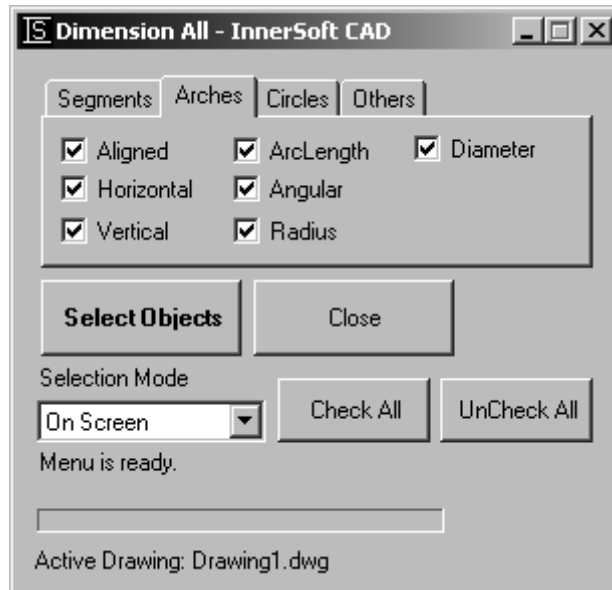 IS Dimension All - InnerSoft CAD
Segments Arches Circles Others
Aligned ArcLength Diameter
Horizontal Angular
Vertical Radius
Select Objects Close
Selection Mode
On Screen Check All UnCheck All
Menu is ready.
Active Drawing: Drawing1.dwg